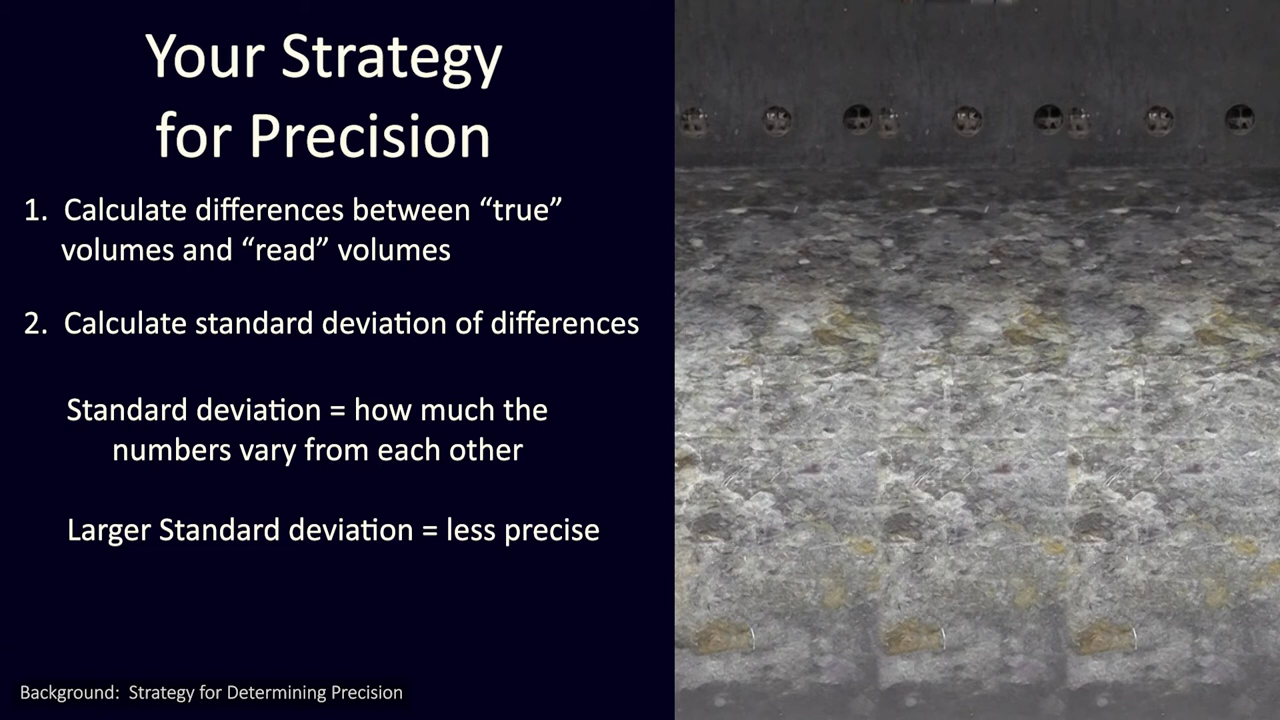 Your Strategy
for Precision
1. Calculate differences between “true”
volumes and “read” volumes
2. Calculate standard deviation of differences
Standard deviation = how much the
numbers vary from each other
Larger Standard deviation = less precise
Background: Strategy for Determining Precision